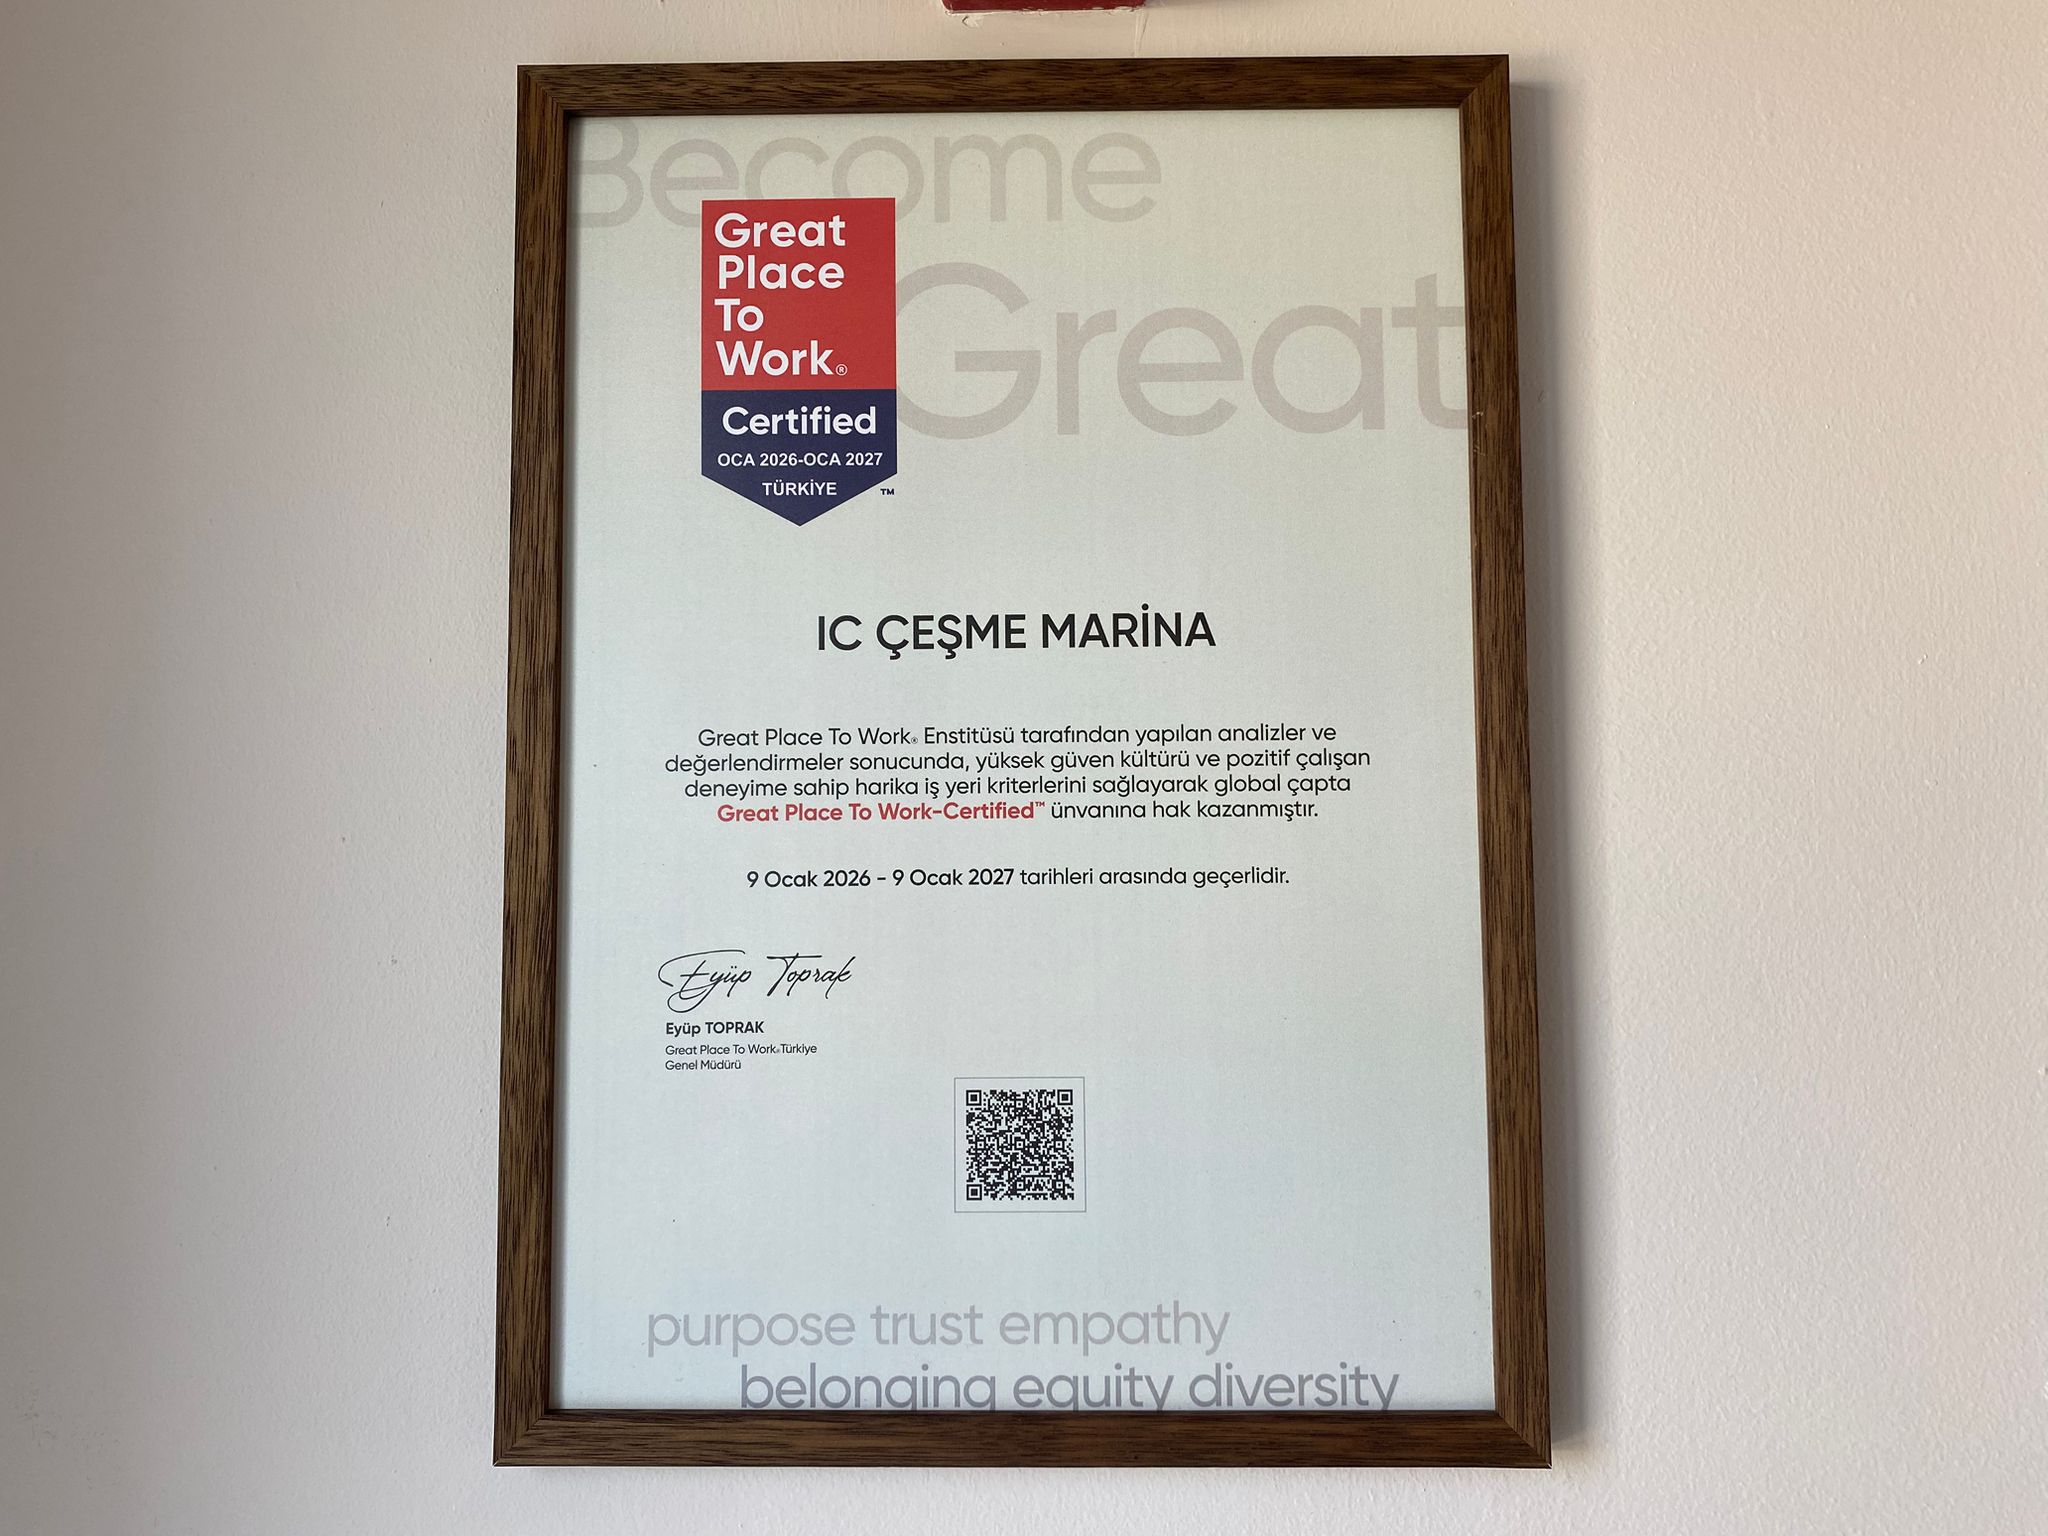 Become
Great
Great
Place
To
Work®
Certified
OCA 2026-OCA 2027
TÜRKİYE
™
IC ÇEŞME MARİNA
Great Place To Work® Enstitüsü tarafından yapılan analizler ve
değerlendirmeler sonucunda, yüksek güven kültürü ve pozitif çalışan
deneyime sahip harika iş yeri kriterlerini sağlayarak global çapta
Great Place To Work-Certified™ ünvanına hak kazanmıştır.
9 Ocak 2026 - 9 Ocak 2027 tarihleri arasında geçerlidir.
Eyüp Toprak
Eyüp TOPRAK
Great Place To Work®Türkiye
Genel Müdürü
purpose trust empathy
belonging equity diversity